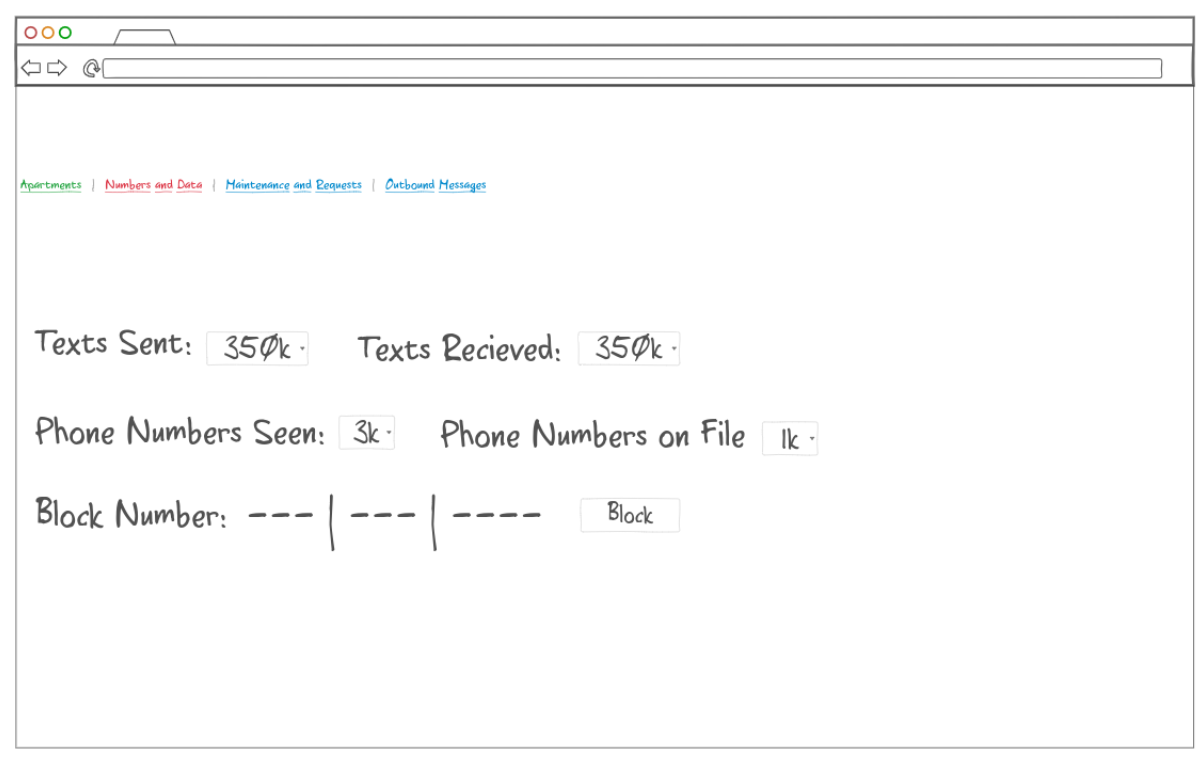 Apartments | Numbers and Data | Maintenance and Requests | Outbound Messages
Texts Sent: 350k Texts Recieved: 350k
Phone Numbers Seen: 3k Phone Numbers on File 1k
Block Number: --- | --- | ---- Block